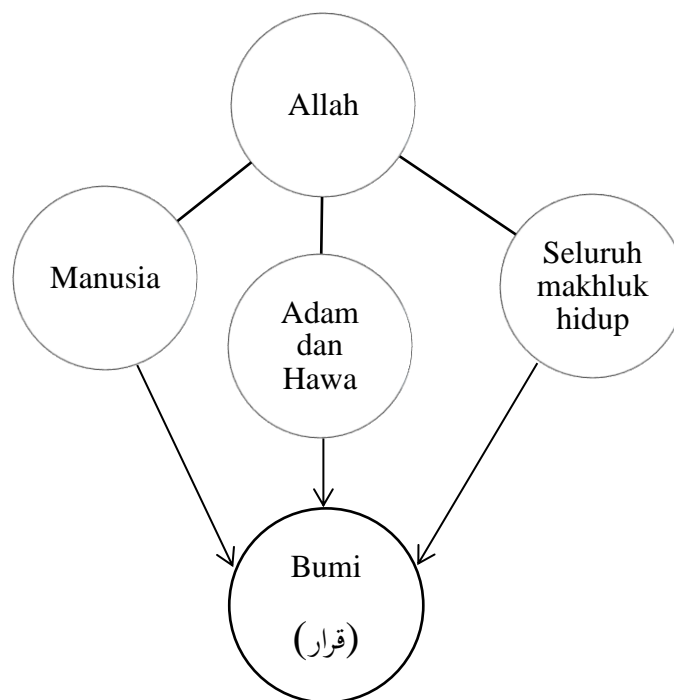 Allah
Manusia
Adam
dan
Hawa
Seluruh
makhluk
hidup
Bumi
(قرار)